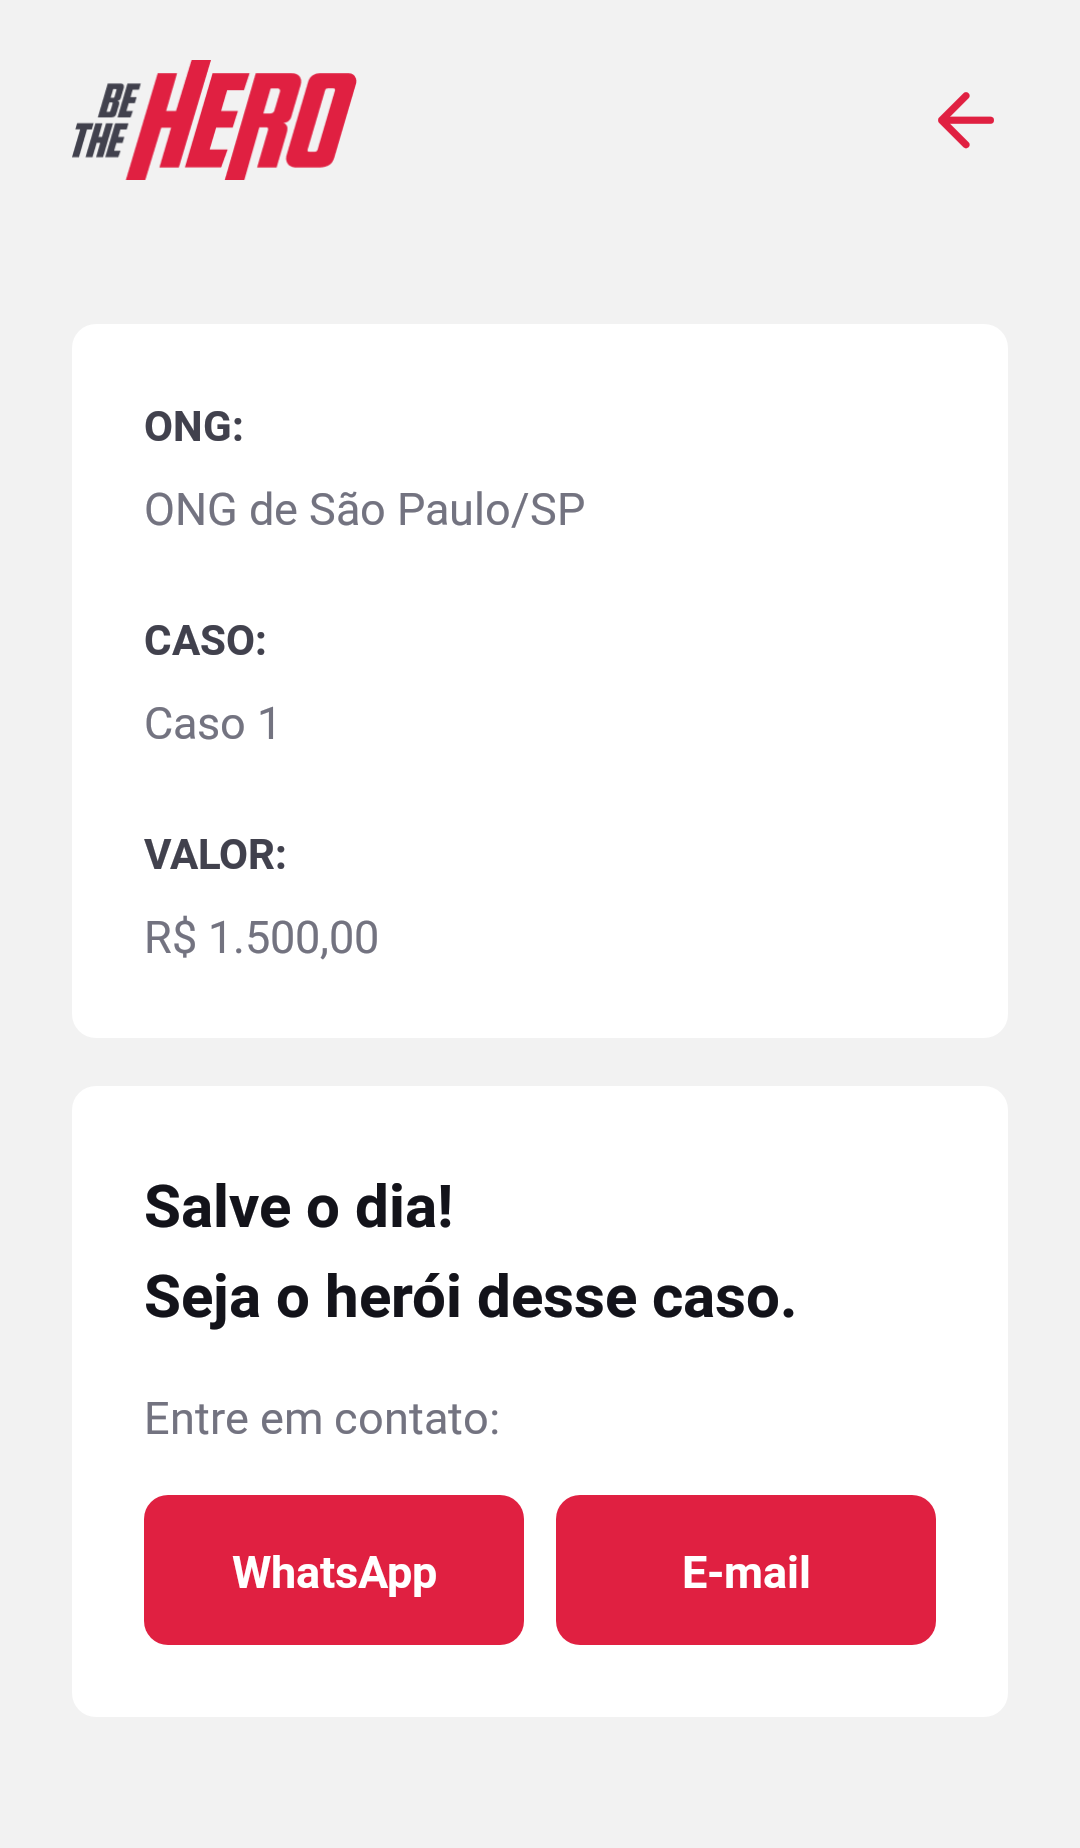 BE
THE HERO
ONG:
ONG de São Paulo/SP
CASO:
Caso 1
VALOR:
R$ 1.500,00
Salve o dia!
Seja o herói desse caso.
Entre em contato:
WhatsApp
E-mail